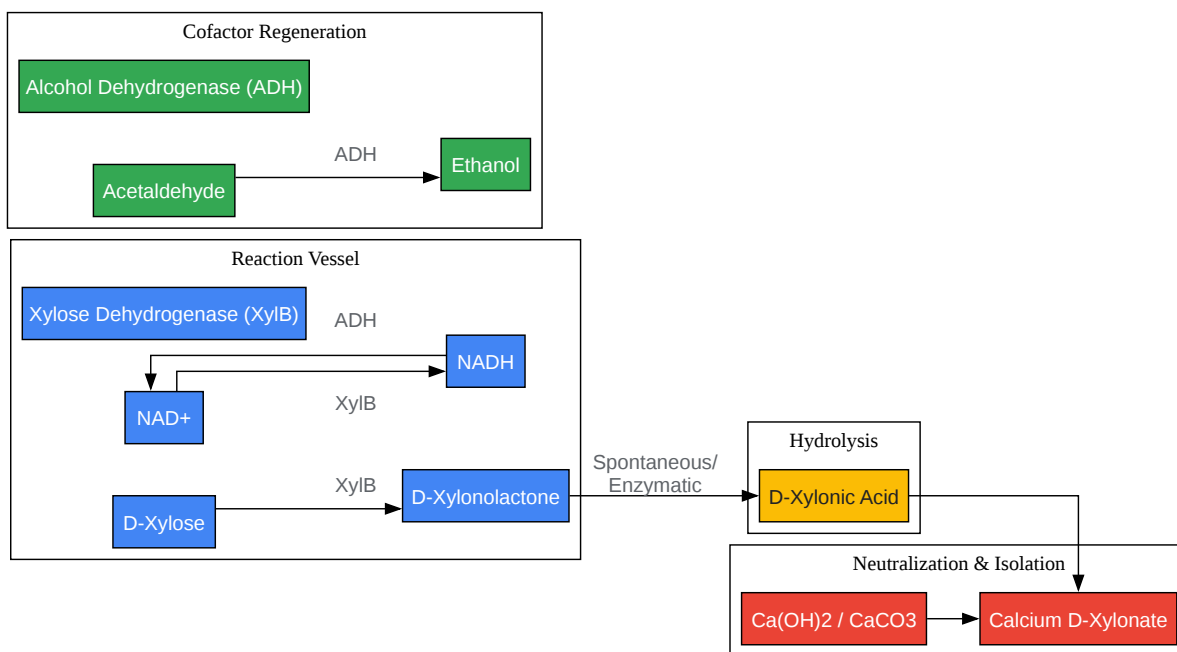 Cofactor Regeneration
Alcohol Dehydrogenase (ADH)
ADH
Ethanol
Acetaldehyde
Reaction Vessel
Xylose Dehydrogenase (XylB)
ADH
NADH
NAD+
XylB
XylB
D-Xylonolactone
D-Xylose
Spontaneous/
Enzymatic
Hydrolysis
D-Xylonic Acid
Neutralization & Isolation
Ca(OH)2 / CaCO3
Calcium D-Xylonate